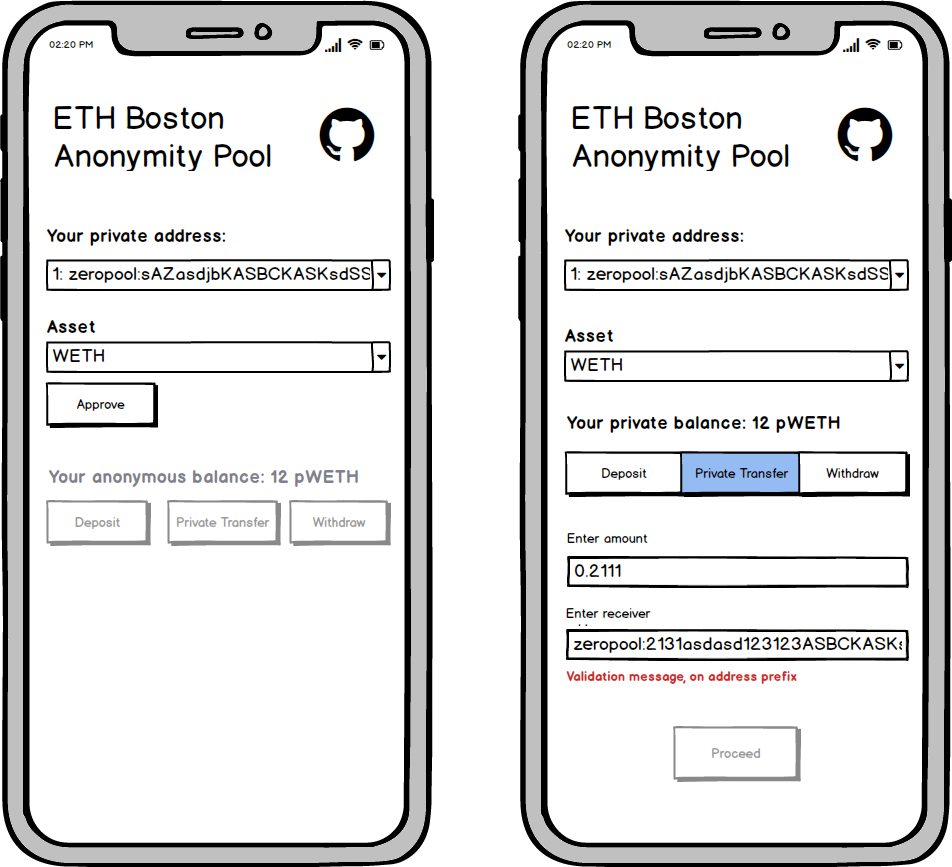 02:20 PM
ETH Boston
Anonymity Pool
Your private address:
1: zeropool:sAZasdjbKASBCKASKsdSS
Asset
WETH
Approve
Your anonymous balance: 12 pWETH
Deposit Private Transfer Withdraw
02:20 PM
ETH Boston
Anonymity Pool
Your private address:
1: zeropool:sAZasdjbKASBCKASKsdSS
Asset
WETH
Your private balance: 12 pWETH
Deposit Private Transfer Withdraw
Enter amount
0.2111
Enter receiver
zeropool:2131asdasd123123ASBCKASKs
Validation message, on address prefix
Proceed